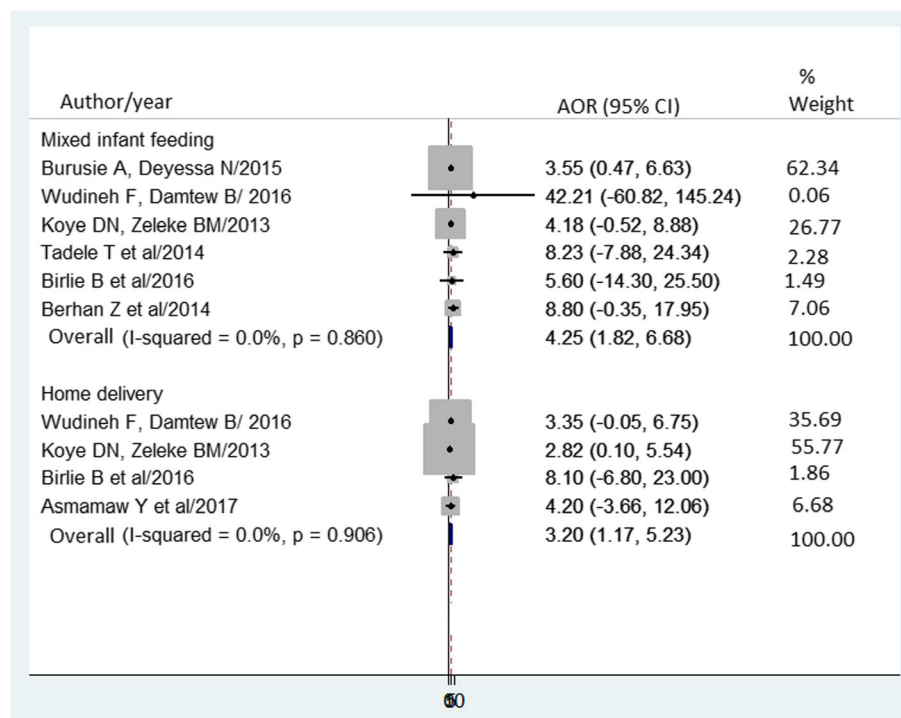 Author/year AOR (95% CI) % Weight
Mixed infant feeding
Burusie A, Deyessa N/2015 3.55 (0.47, 6.63) 62.34
Wudineh F, Damtew B/ 2016 42.21 (-60.82, 145.24) 0.06
Koye DN, Zeleke BM/2013 4.18 (-0.52, 8.88) 26.77
Tadele T et al/2014 8.23 (-7.88, 24.34) 2.28
Birlie B et al/2016 5.60 (-14.30, 25.50) 1.49
Berhan Z et al/2014 8.80 (-0.35, 17.95) 7.06
Overall (I-squared = 0.0%, p = 0.860) 4.25 (1.82, 6.68) 100.00
Home delivery
Wudineh F, Damtew B/ 2016 3.35 (-0.05, 6.75) 35.69
Koye DN, Zeleke BM/2013 2.82 (0.10, 5.54) 55.77
Birlie B et al/2016 8.10 (-6.80, 23.00) 1.86
Asmamaw Y et al/2017 4.20 (-3.66, 12.06) 6.68
Overall (I-squared = 0.0%, p = 0.906) 3.20 (1.17, 5.23) 100.00